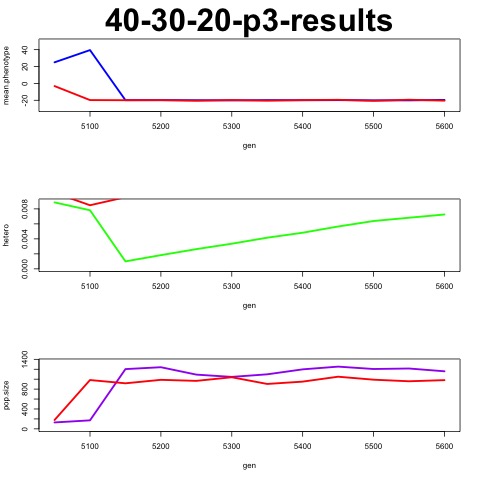 40-30-20-p3-results
mean.phenotype
-20 0 20 40
5100 5200 5300 5400 5500 5600
gen
hetero
0.000 0.004 0.008
5100 5200 5300 5400 5500 5600
gen
pop.size
0 400 800 1400
5100 5200 5300 5400 5500 5600
gen